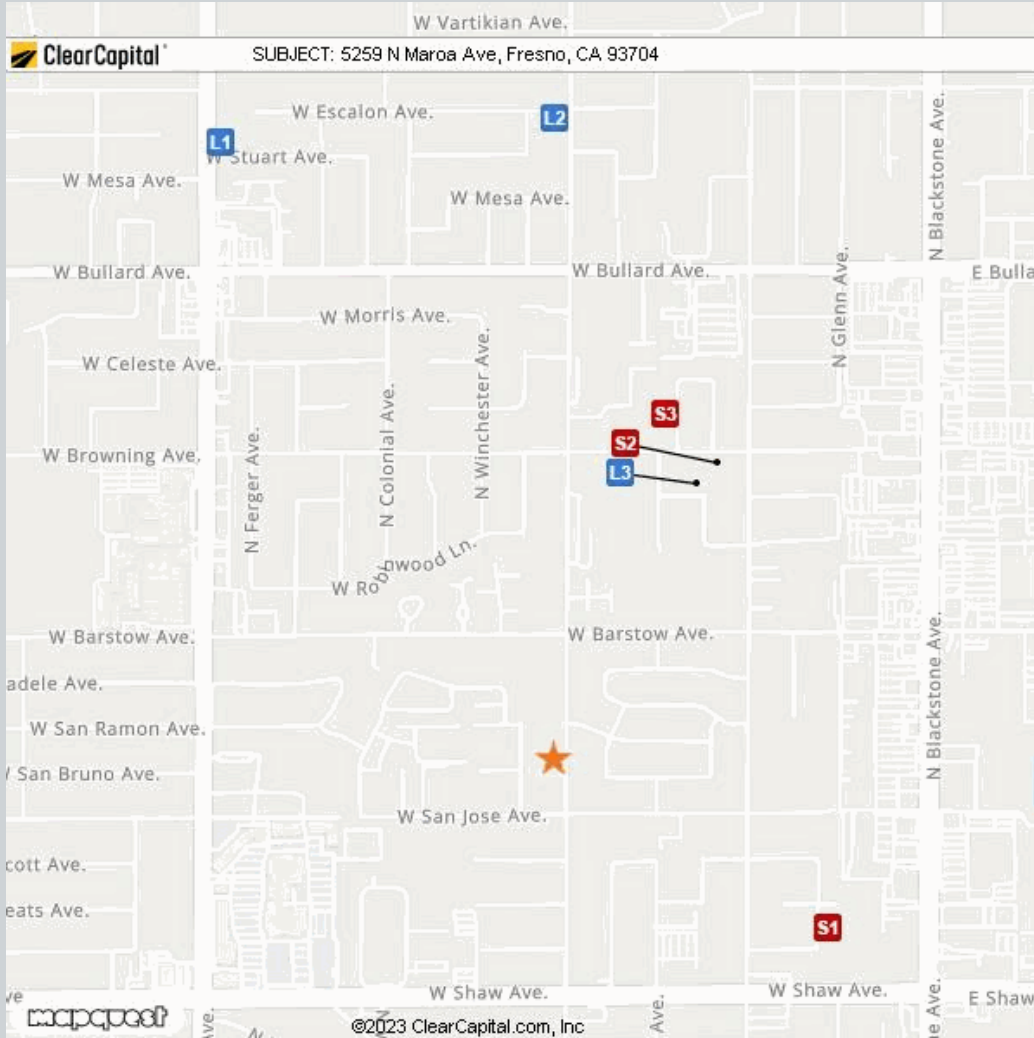 W Vartikian Ave.
ClearCapital
SUBJECT: 5259 N Maroa Ave, Fresno, CA 93704
W Escalon Ave.
L2
L1
W Stuart Ave.
W Mesa Ave.
W Mesa Ave.
N Blackstone Ave.
W Bullard Ave.
W Bullard Ave.
E Bulla
W Morris Ave.
N Glenn Ave.
W Celeste Ave.
N Winchester Ave.
N Colonial Ave.
S3
S2
W Browning Ave.
L3
N Ferger Ave.
W Robinwood Ln.
W Barstow Ave.
W Barstow Ave.
adele Ave.
N Blackstone Ave.
W San Ramon Ave.
San Bruno Ave.
W San Jose Ave.
cott Ave.
eats Ave.
S1
ve
W Shaw Ave.
W Shaw Ave.
E Shaw
mapquest
Ave.
N
N
©2023 ClearCapital.com, Inc
Ave.
ne Ave.